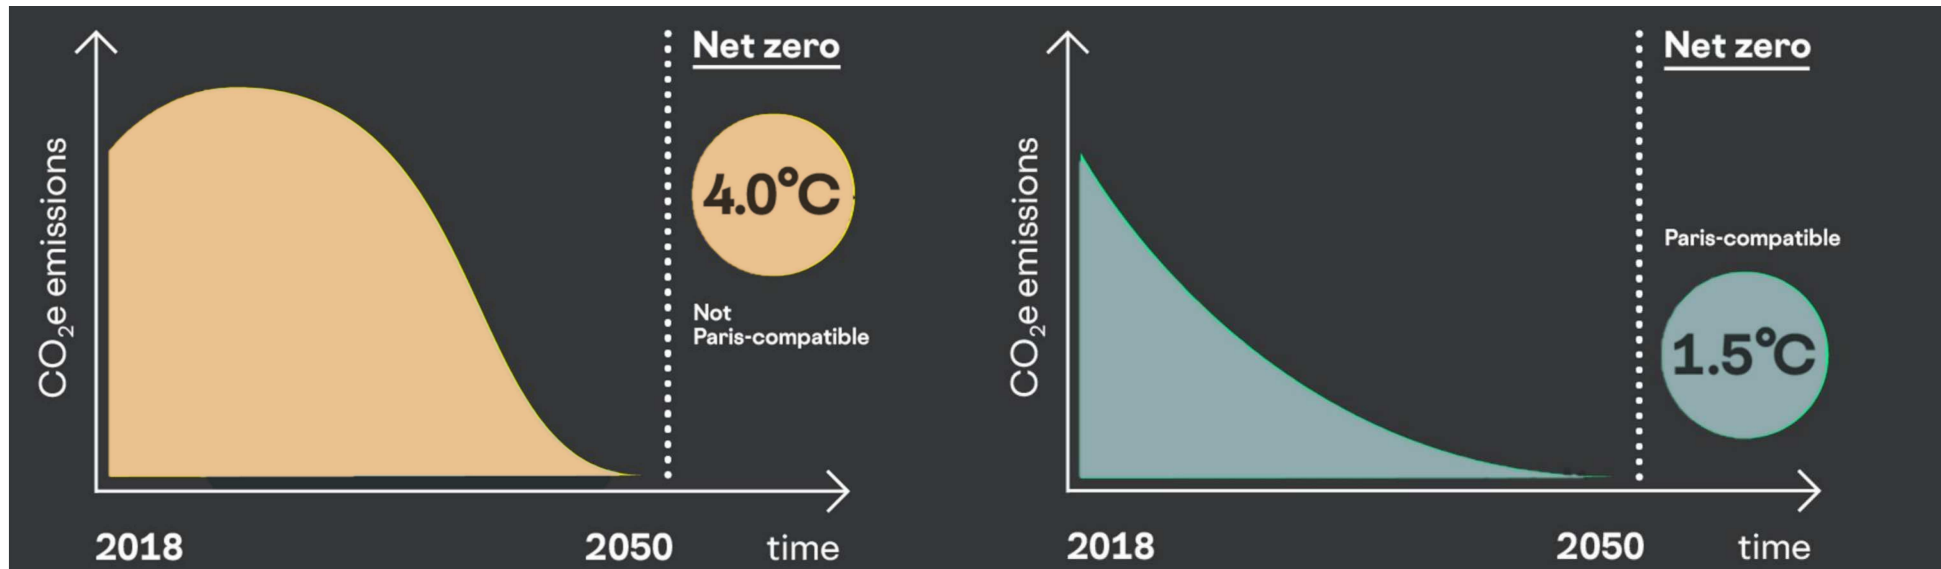 Net zero
4.0°C
Not
Paris-compatible
CO₂e emissions
2018
2050
time
Net zero
Paris-compatible
1.5°C
CO₂e emissions
2018
2050
time